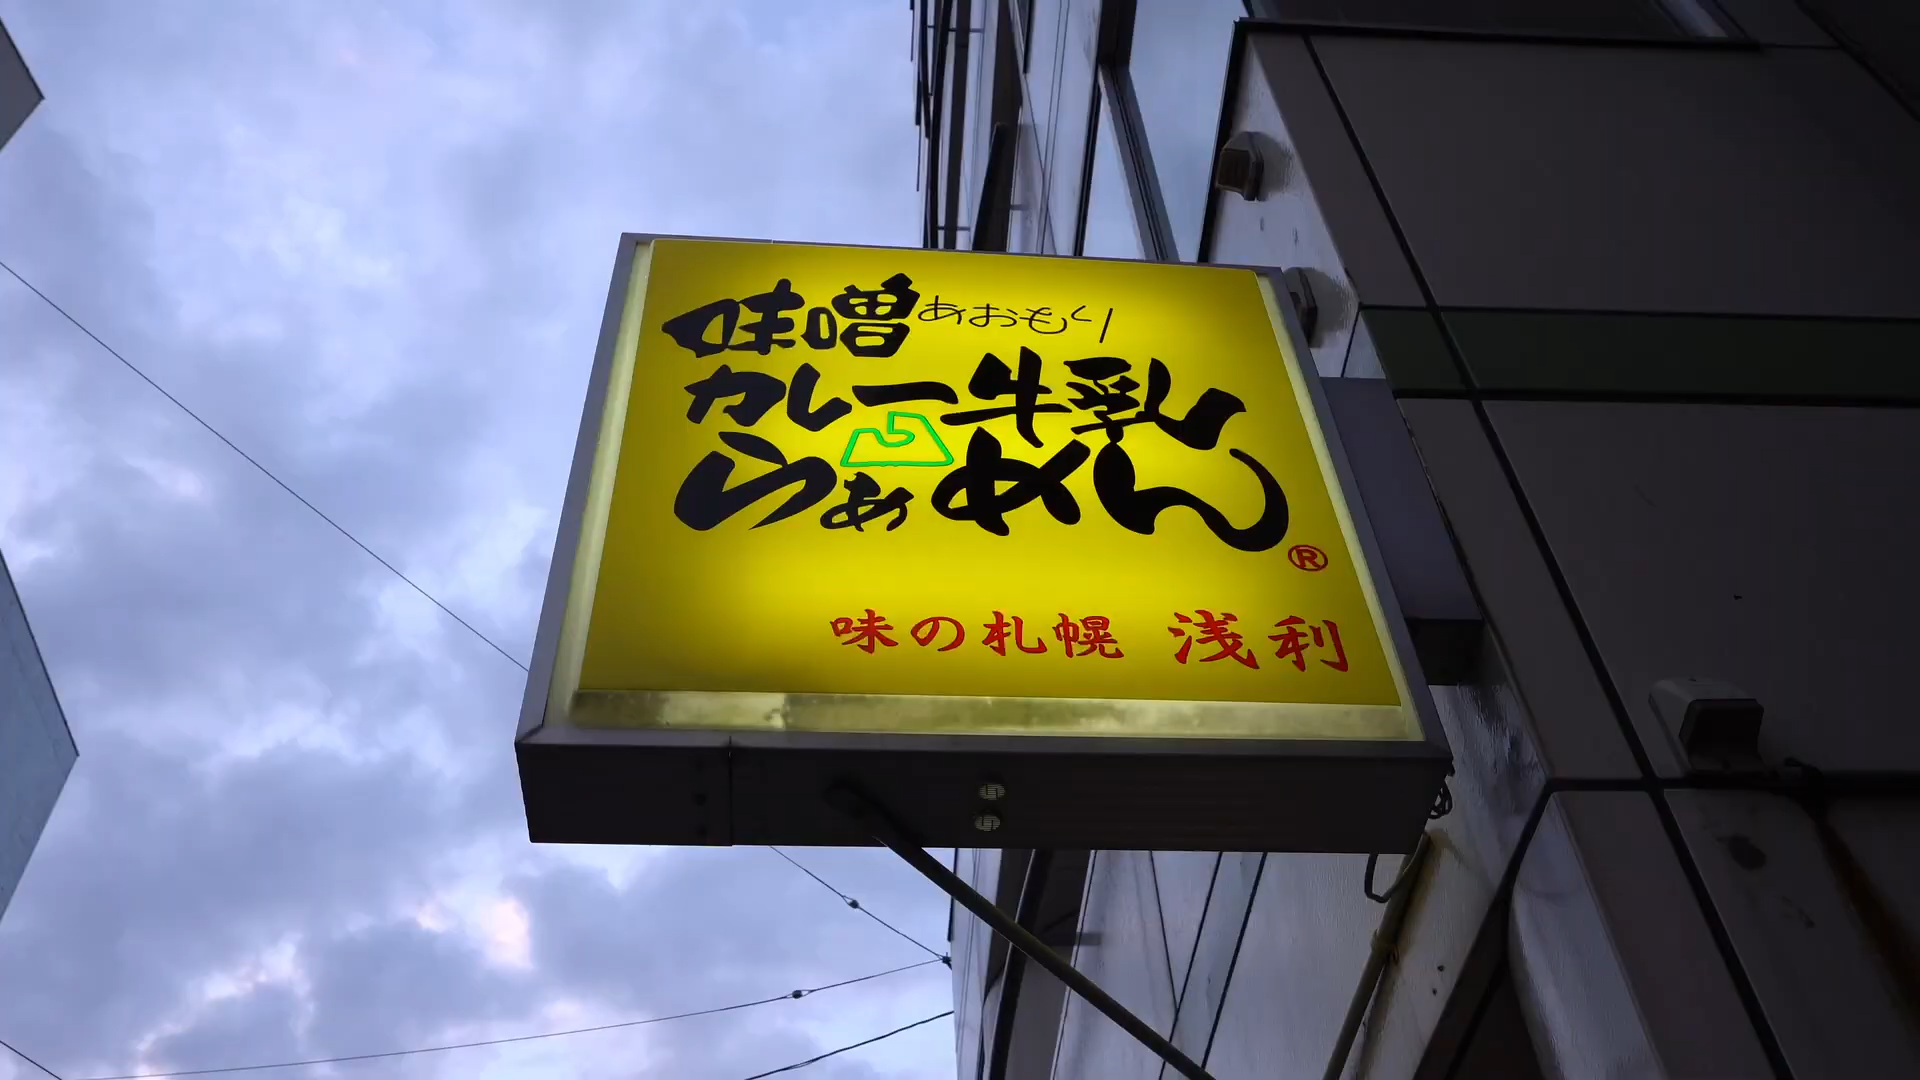 味噌 あおもり
カレー牛乳
らぁめん
®
味の札幌 浅利